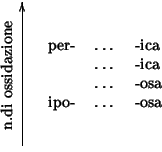 n.di ossidazione
per- ... -ica
... -ica
... -osa
ipo- ... -osa